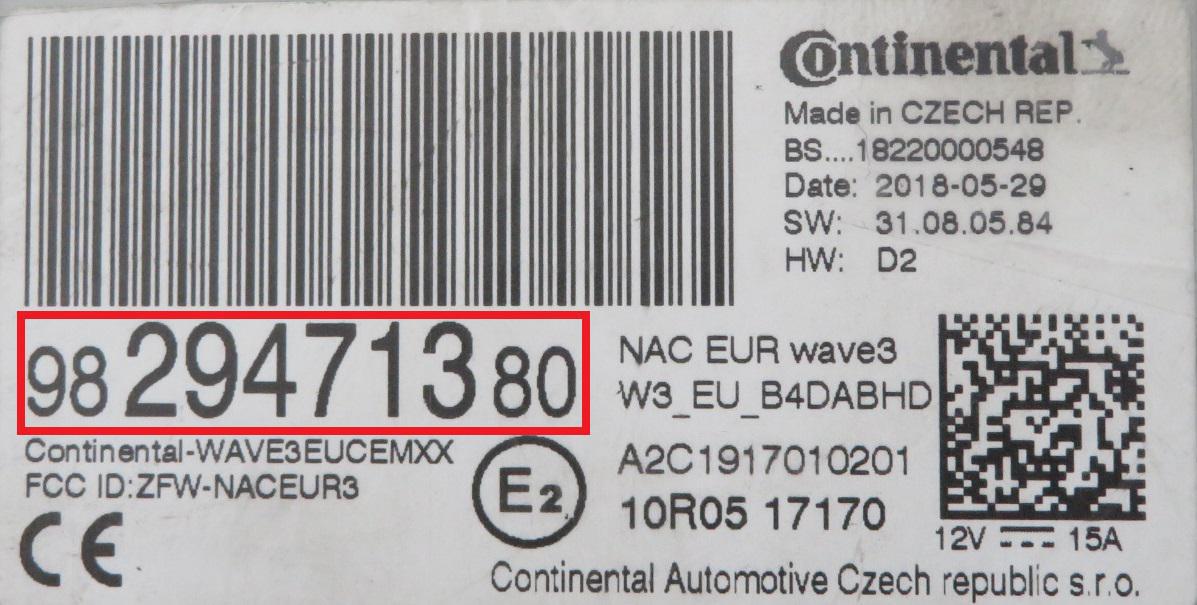 Continental
Made in CZECH REP.
BS....18220000548
Date: 2018-05-29
SW: 31.08.05.84
HW: D2
98 294713 80
NAC EUR wave3
W3_EU_B4DABHD
Continental-WAVE3EUCEMXX
FCC ID:ZFW-NACEUR3
CE
E2
A2C1917010201
10R05 17170
12V 15A
Continental Automotive Czech republic s.r.o.